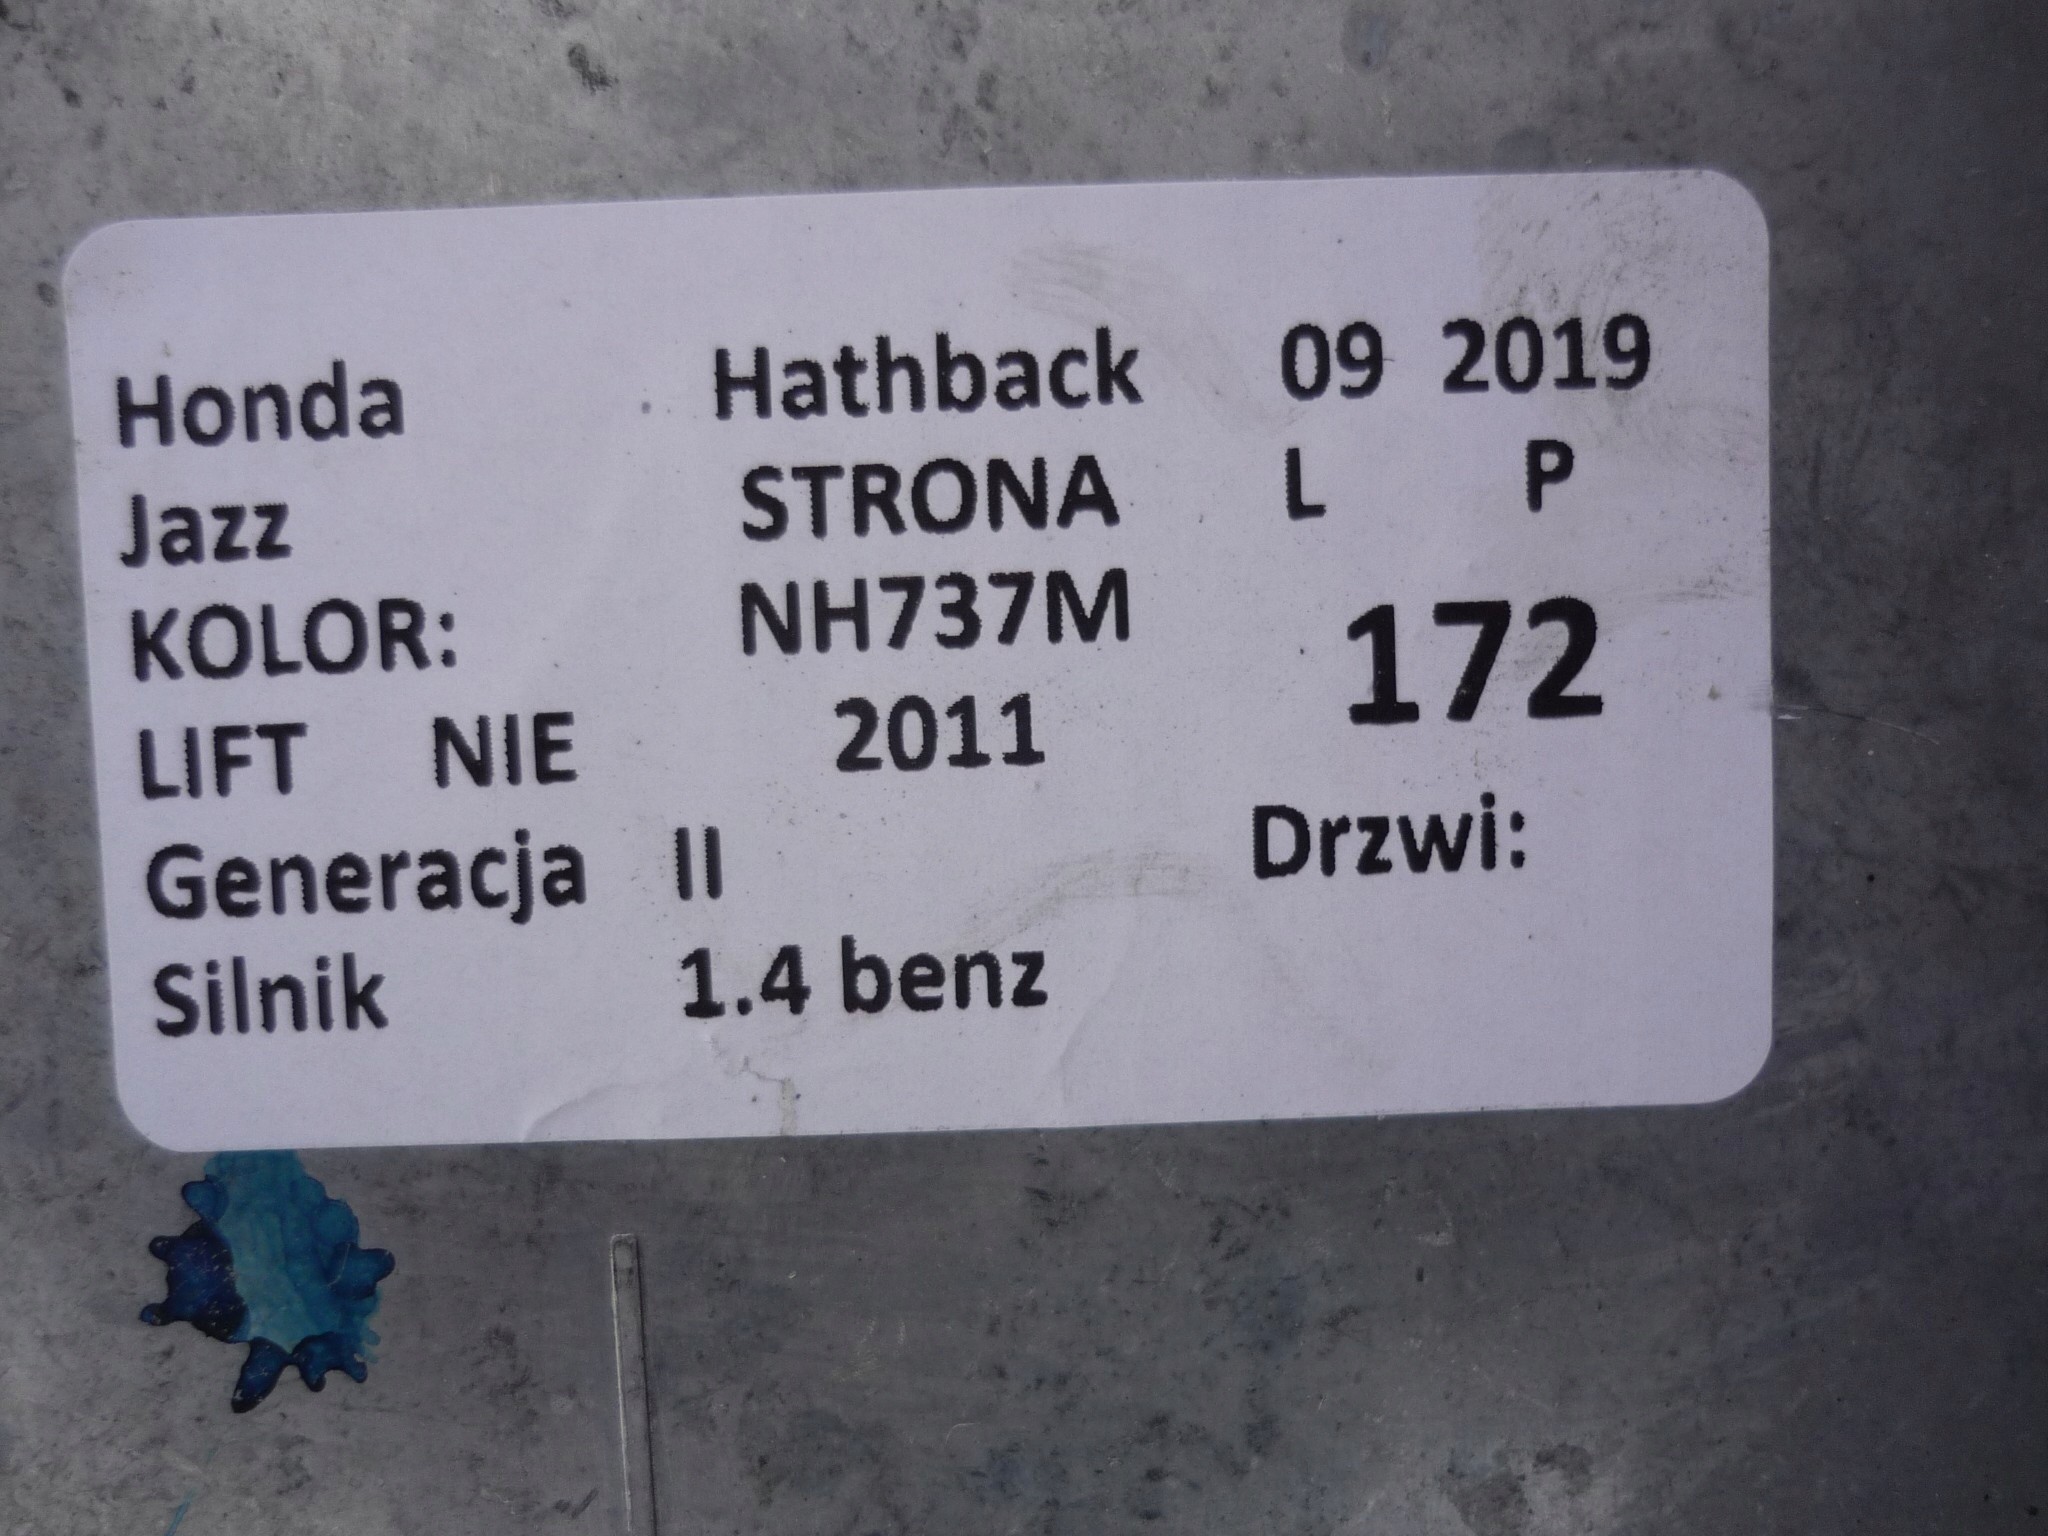 Honda Hathback 09 2019
Jazz STRONA L P
KOLOR: NH737M 172
LIFT NIE 2011
Generacja II Drzwi:
Silnik 1.4 benz